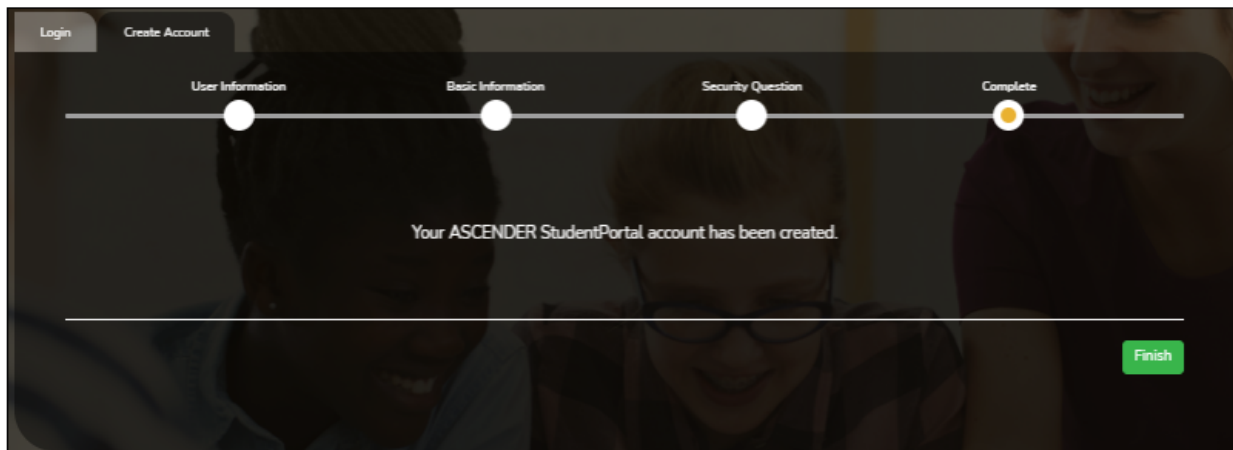 Login
Create Account
User Information
Basic Information
Security Question
Complete
Your ASCENDER StudentPortal account has been created.
Finish